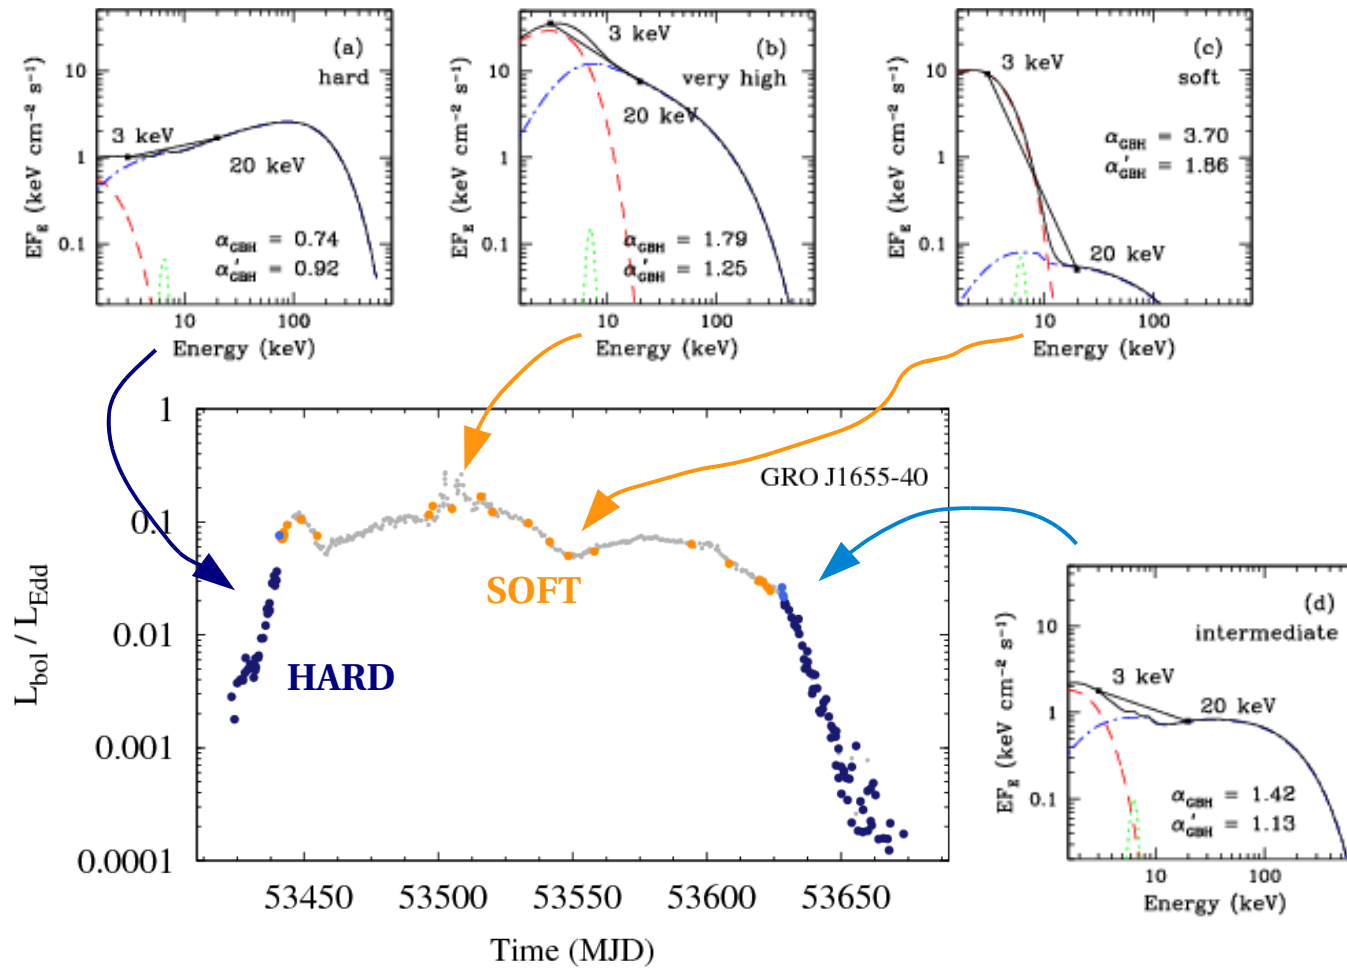 (a)
hard
3 keV
20 keV
α_GBH = 0.74
α'_GBH = 0.92
10
1
0.1
EF_E (keV cm⁻² s⁻¹)
10 100
Energy (keV)
(b)
very high
3 keV
20 keV
α_GBH = 1.79
α'_GBH = 1.25
10
1
0.1
EF_E (keV cm⁻² s⁻¹)
10 100
Energy (keV)
(c)
soft
3 keV
20 keV
α_GBH = 3.70
α'_GBH = 1.86
10
1
0.1
EF_E (keV cm⁻² s⁻¹)
10 100
Energy (keV)
GRO J1655-40
SOFT
HARD
1
0.1
0.01
0.001
0.0001
L_bol / L_Edd
53450 53500 53550 53600 53650
Time (MJD)
(d)
intermediate
3 keV
20 keV
α_GBH = 1.42
α'_GBH = 1.13
10
1
0.1
EF_E (keV cm⁻² s⁻¹)
10 100
Energy (keV)